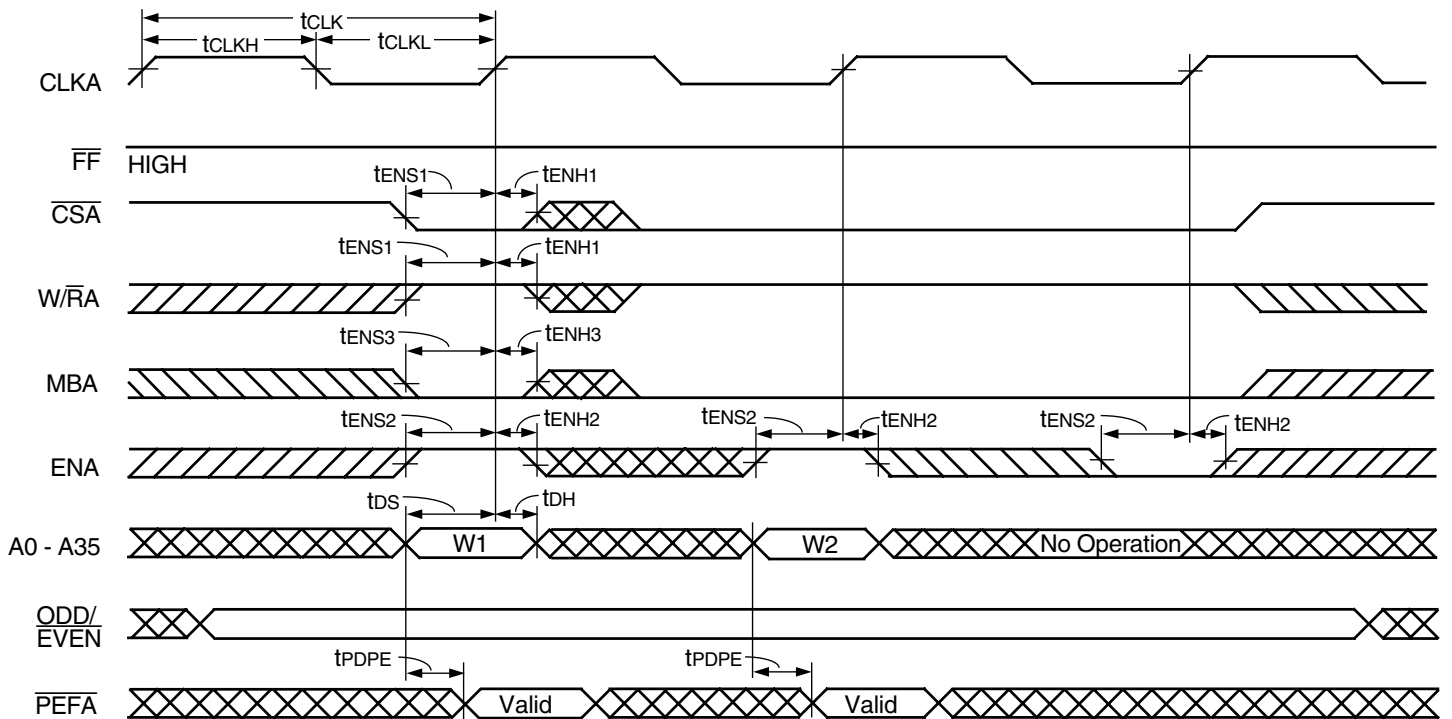 tCLK
tCLKH tCLKL
CLKA
FF HIGH
tENS1 tENH1
CSA
tENS1 tENH1
W/RA
tENS3 tENH3
MBA
tENS2 tENH2 tENS2 tENH2 tENS2 tENH2
ENA
tDS tDH
A0 - A35 W1 W2 No Operation
ODD/
EVEN
tPDPE tPDPE
PEFA Valid Valid